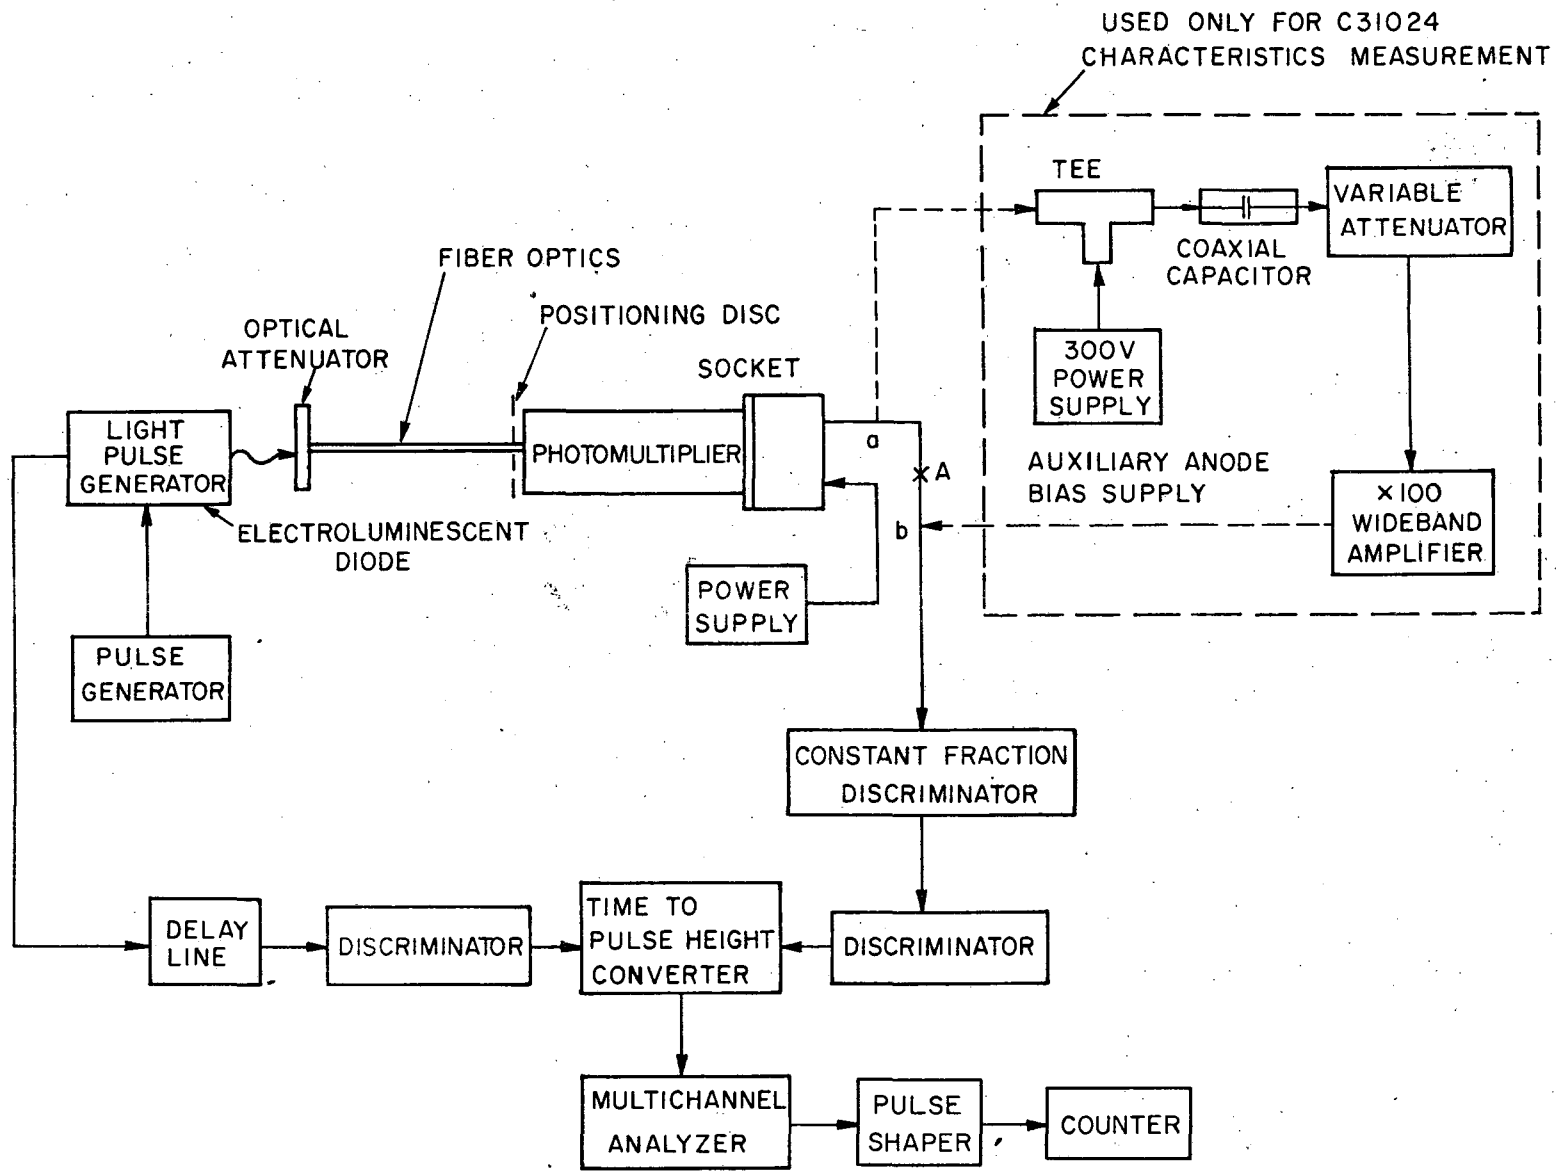 USED ONLY FOR C31024
CHARACTERISTICS MEASUREMENT
TEE
VARIABLE
ATTENUATOR
COAXIAL
CAPACITOR
300V
POWER
SUPPLY
FIBER OPTICS
POSITIONING DISC
OPTICAL
ATTENUATOR
SOCKET
LIGHT
PULSE
GENERATOR
PHOTOMULTIPLIER
a
A
b
AUXILIARY ANODE
BIAS SUPPLY
×100
WIDEBAND
AMPLIFIER
ELECTROLUMINESCENT
DIODE
POWER
SUPPLY
PULSE
GENERATOR
CONSTANT FRACTION
DISCRIMINATOR
DELAY
LINE
DISCRIMINATOR
TIME TO
PULSE HEIGHT
CONVERTER
DISCRIMINATOR
MULTICHANNEL
ANALYZER
PULSE
SHAPER
COUNTER